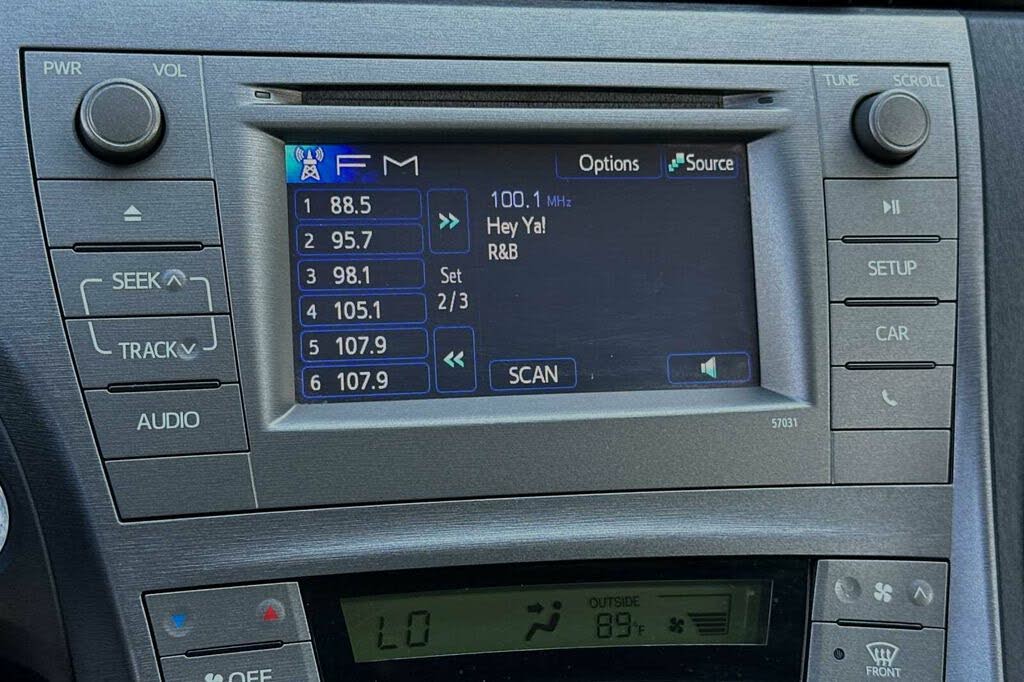 PWR VOL
TUNE SCROLL
FM
Options
Source
1 88.5
2 95.7
3 98.1
4 105.1
5 107.9
6 107.9
Set
2/3
100.1 MHz
Hey Ya!
R&B
SCAN
SEEK
TRACK
AUDIO
SETUP
CAR
57031
LO
OUTSIDE
89°F
OFF
FRONT